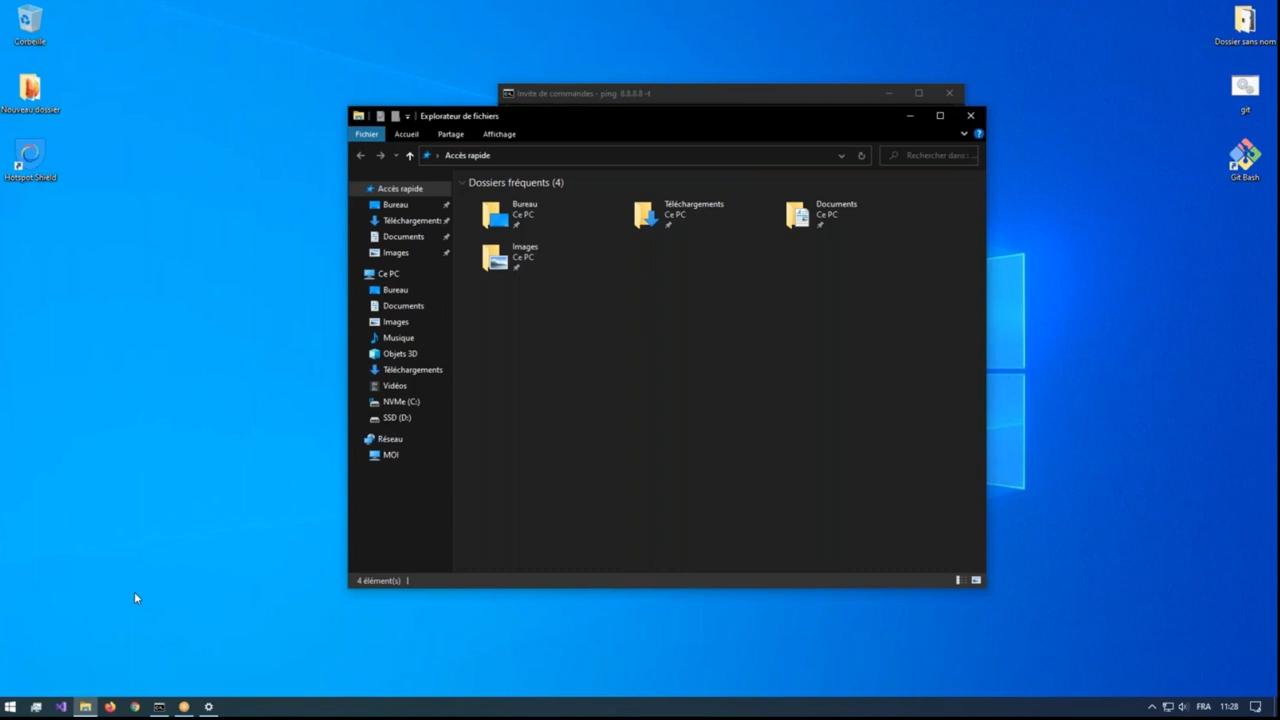 Corbeille
Nouveau dossier
Hotspot Shield
Dossier sans nom
git
Git Bash
Invite de commandes - ping 8.8.8.8 -t
Explorateur de fichiers
Fichier Accueil Partage Affichage
Accès rapide
Rechercher dans : ...
Accès rapide
Bureau
Téléchargements
Documents
Images
Ce PC
Bureau
Documents
Images
Musique
Objets 3D
Téléchargements
Vidéos
NVMe (C:)
SSD (D:)
Réseau
MOI
Dossiers fréquents (4)
Bureau
Ce PC
Téléchargements
Ce PC
Documents
Ce PC
Images
Ce PC
4 élément(s)
FRA 11:28